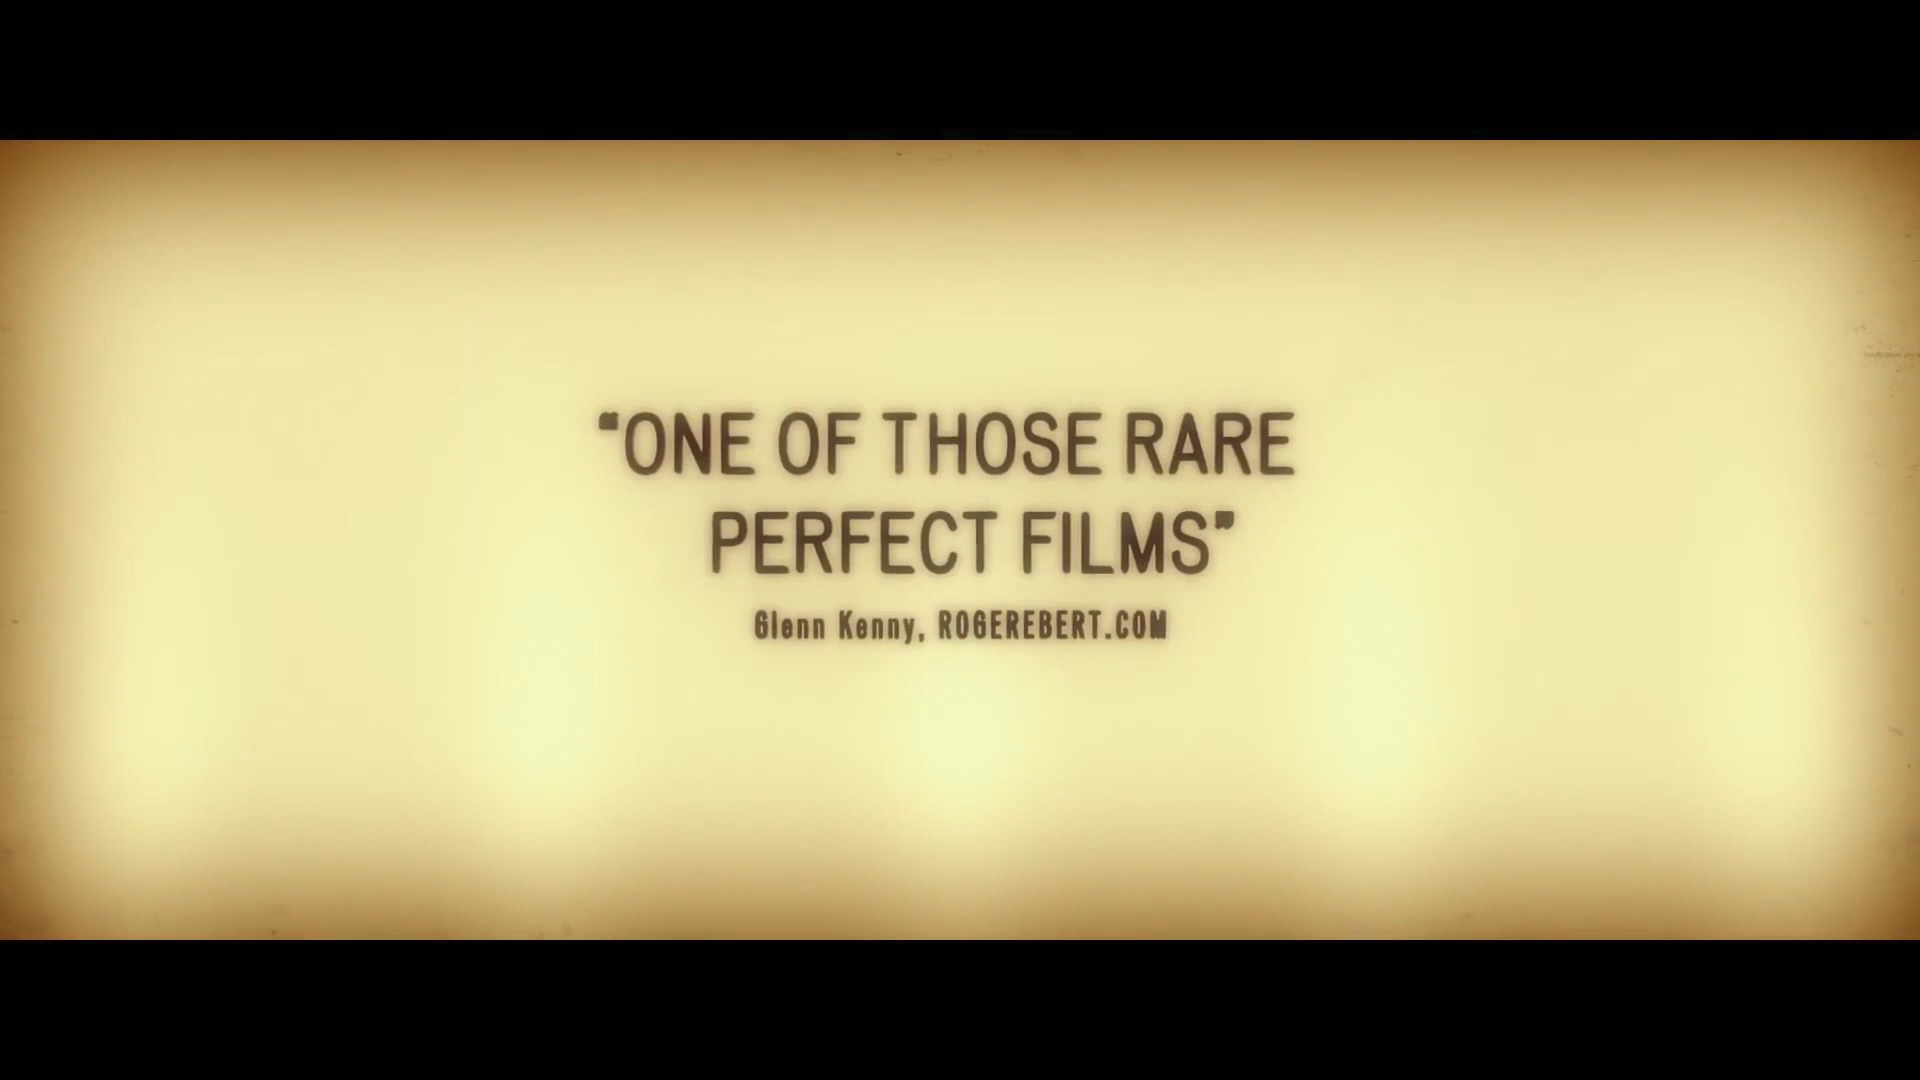 “ONE OF THOSE RARE
PERFECT FILMS”
Glenn Kenny, ROGEREBERT.COM